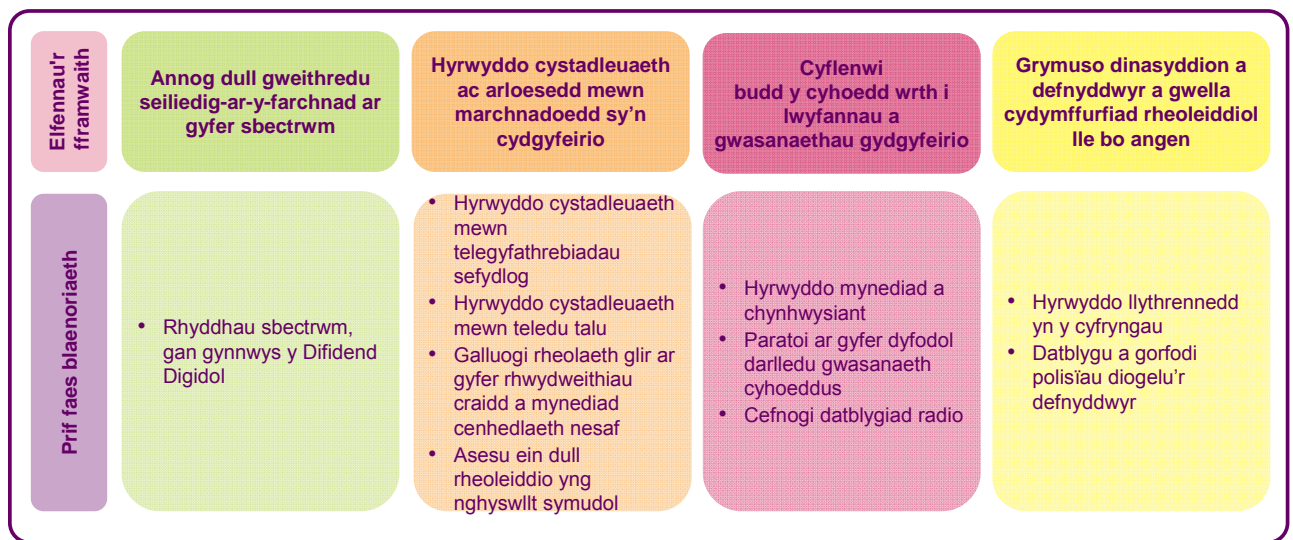 Elfennau'r
fframwaith
Annog dull gweithredu
seiliedig-ar-y-farchnad ar
gyfer sbectrwm
Hyrwyddo cystadleuaeth
ac arloesedd mewn
marchnadoedd sy’n
cydgyfeirio
Cyflenwi
budd y cyhoedd wrth i
lwyfannau a
gwasanaethau gydgyfeirio
Grymuso dinasyddion a
defnyddwyr a gwella
cydymffurfiad rheoleiddiol
lle bo angen
Prif faes blaenoriaeth
• Rhyddhau sbectrwm,
gan gynnwys y Difidend
Digidol
• Hyrwyddo cystadleuaeth
mewn
telegyfathrebiadau
sefydlog
• Hyrwyddo cystadleuaeth
mewn teledu talu
• Galluogi rheolaeth glir ar
gyfer rhwydweithiau
craidd a mynediad
cenhedlaeth nesaf
• Asesu ein dull
rheoleiddio yng
nghyswllt symudol
• Hyrwyddo mynediad a
chynhwysiant
• Paratoi ar gyfer dyfodol
darlledu gwasanaeth
cyhoeddus
• Cefnogi datblygiad radio
• Hyrwyddo llythrennedd
yn y cyfryngau
• Datblygu a gorfodi
polisïau diogelu’r
defnyddwyr